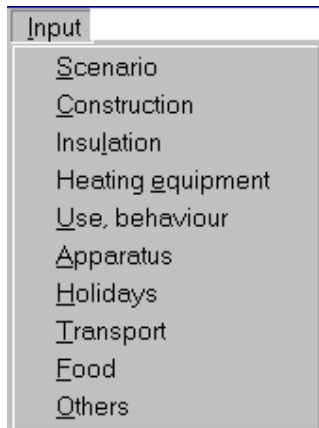 Input
Scenario
Construction
Insulation
Heating equipment
Use, behaviour
Apparatus
Holidays
Transport
Food
Others